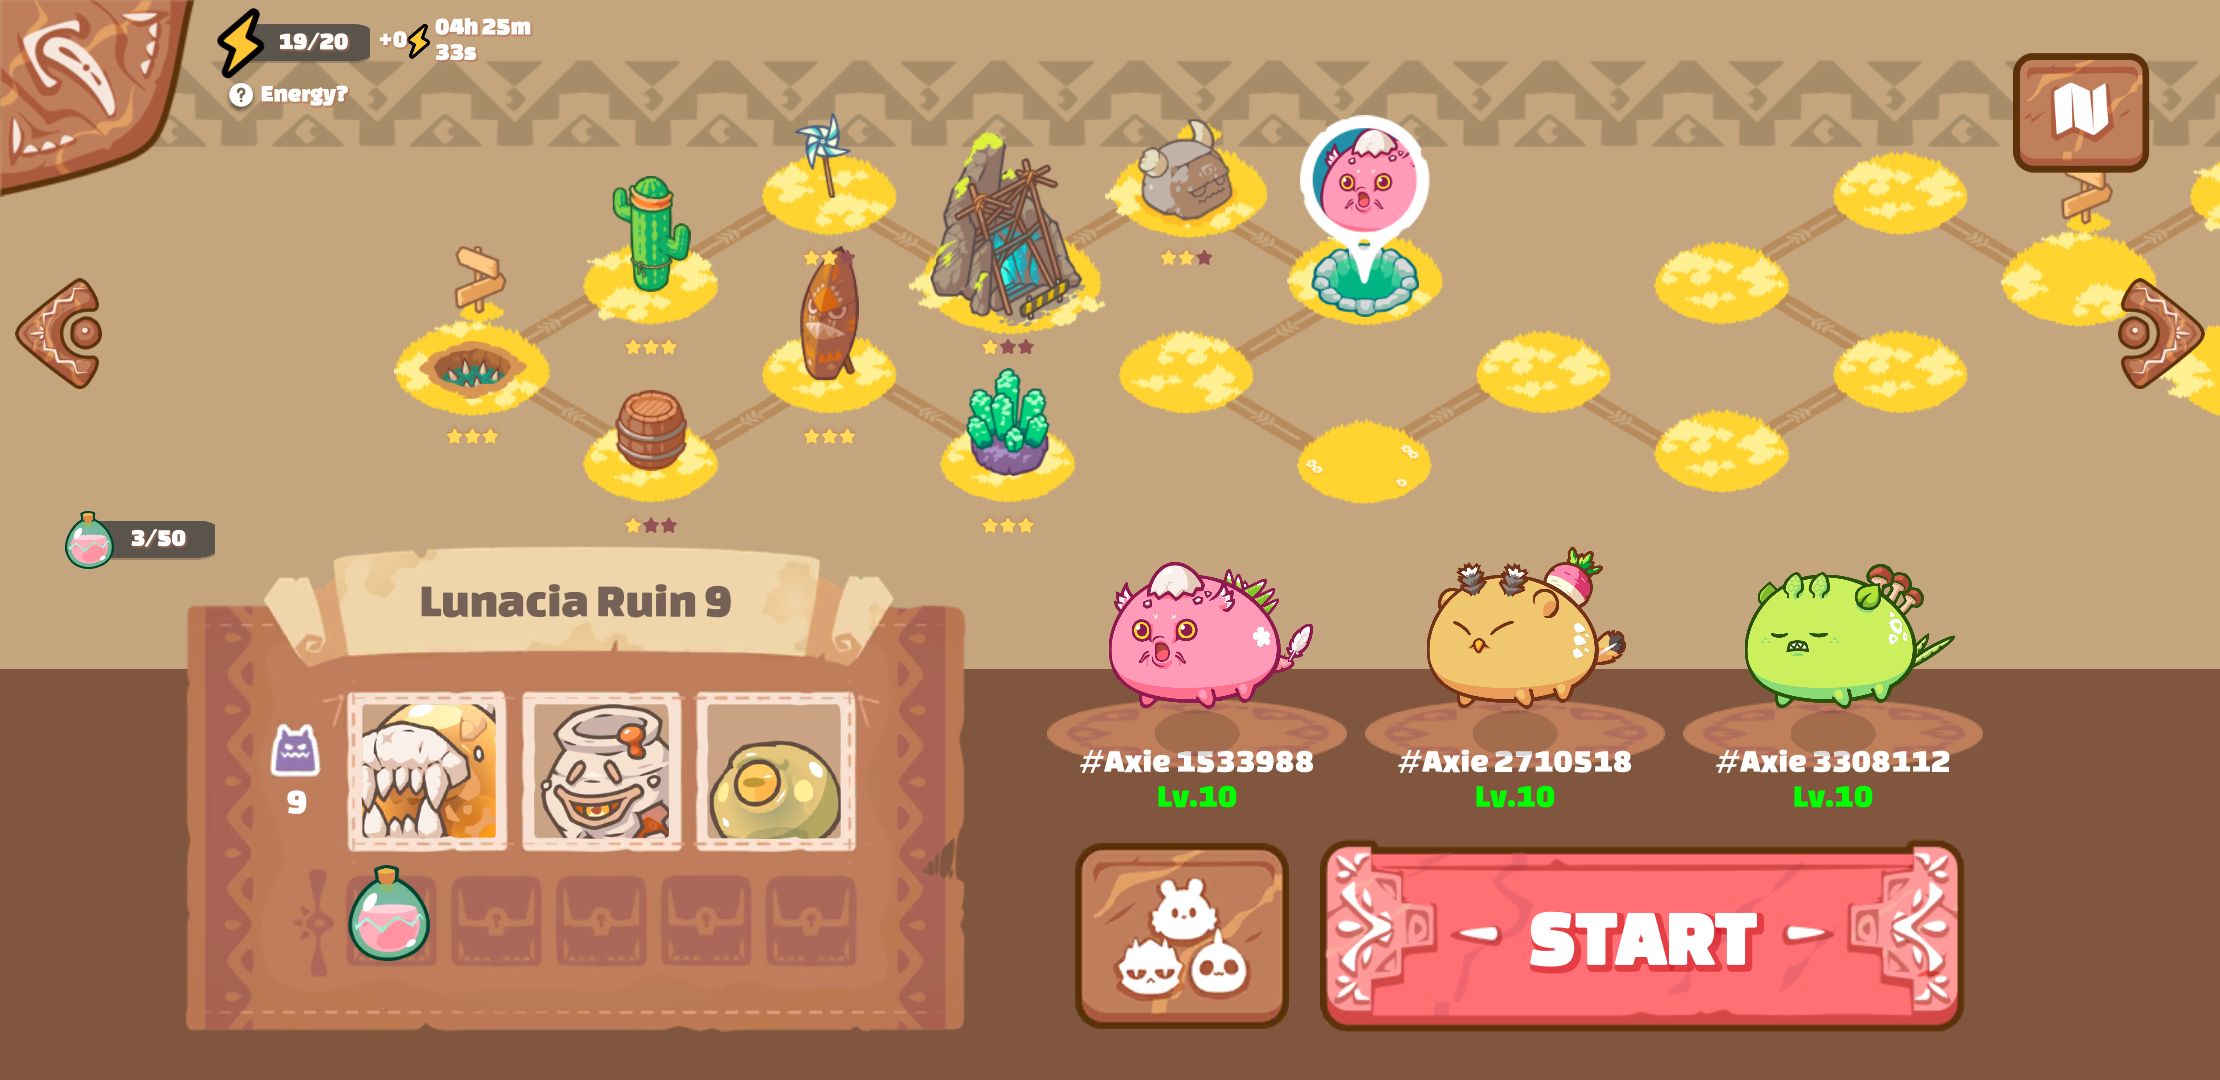 19/20
+0
04h 25m
33s
? Energy?
3/50
Lunacia Ruin 9
9
#Axie 1533988
Lv.10
#Axie 2710518
Lv.10
#Axie 3308112
Lv.10
START